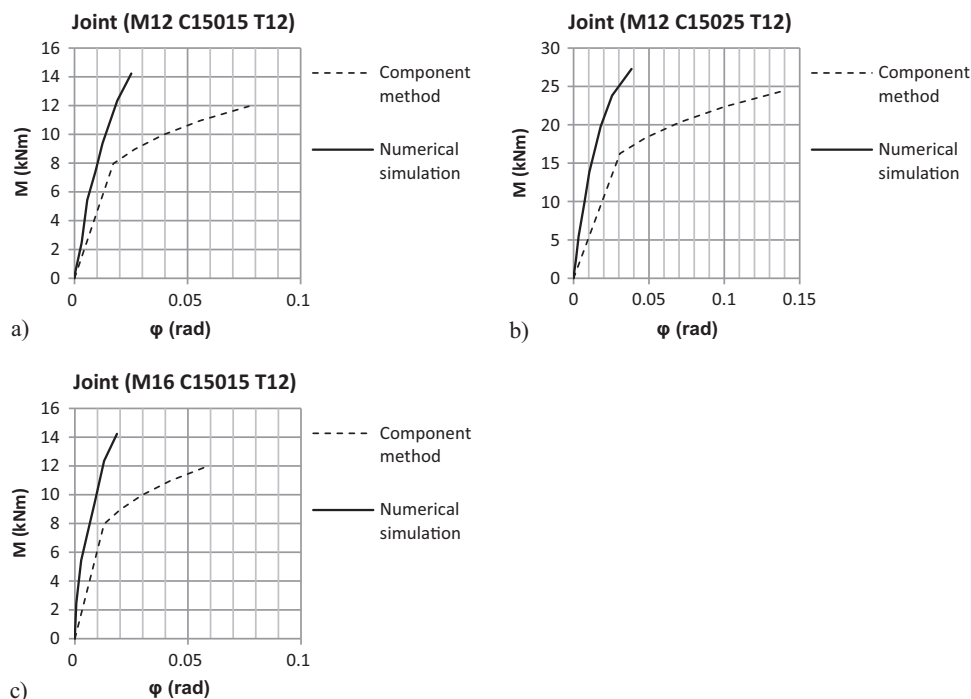 Joint (M12 C15015 T12)
16
14
12
10
8
6
4
2
0
M (kNm)
0
0.05
0.1
φ (rad)
Component
method
Numerical
simulation
a)
Joint (M12 C15025 T12)
30
25
20
15
10
5
0
M (kNm)
0
0.05
0.1
0.15
φ (rad)
Component
method
Numerical
simulation
b)
Joint (M16 C15015 T12)
16
14
12
10
8
6
4
2
0
M (kNm)
0
0.05
0.1
φ (rad)
Component
method
Numerical
simulation
c)